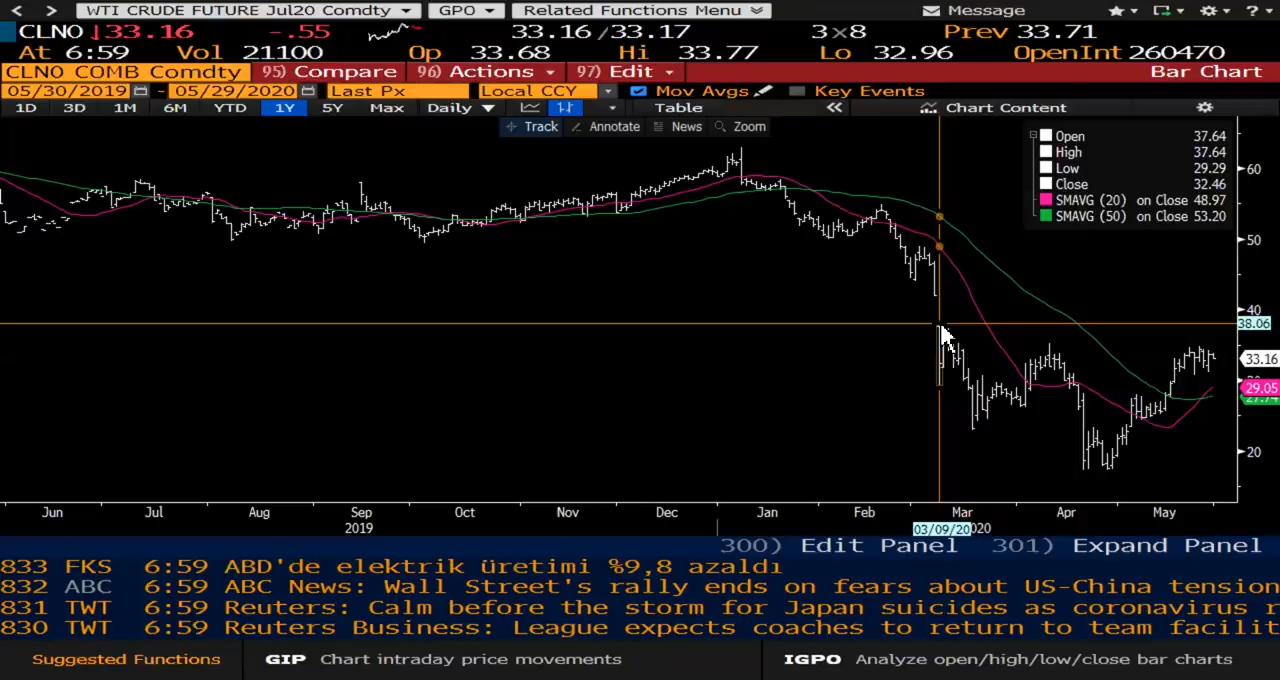 < > WTI CRUDE FUTURE Jul20 Comdty GPO Related Functions Menu Message ?
CLN0 33.16 -.55 33.16 /33.17 3×8 Prev 33.71
At 6:59 Vol 21100 Op 33.68 Hi 33.77 Lo 32.96 OpenInt 260470
CLN0 COMB Comdty 95) Compare 96) Actions 97) Edit Bar Chart
05/30/2019 - 05/29/2020 Last Px Local CCY Mov Avgs Key Events
1D 3D 1M 6M YTD 1Y 5Y Max Daily Table « Chart Content
Track Annotate News Zoom
Open 37.64
High 37.64
Low 29.29
Close 32.46
SMAVG (20) on Close 48.97
SMAVG (50) on Close 53.20
60
50
40
38.06
33.16
29.05
20
Jun Jul Aug Sep Oct Nov Dec Jan Feb Mar Apr May
2019 03/09/20 020
300) Edit Panel 301) Expand Panel
833 FKS 6:59 ABD'de elektrik üretimi %9,8 azaldı
832 ABC 6:59 ABC News: Wall Street's rally ends on fears about US-China tension
831 TWT 6:59 Reuters: Calm before the storm for Japan suicides as coronavirus r
830 TWT 6:59 Reuters Business: League expects coaches to return to team facilit
Suggested Functions GIP Chart intraday price movements IGPO Analyze open/high/low/close bar charts